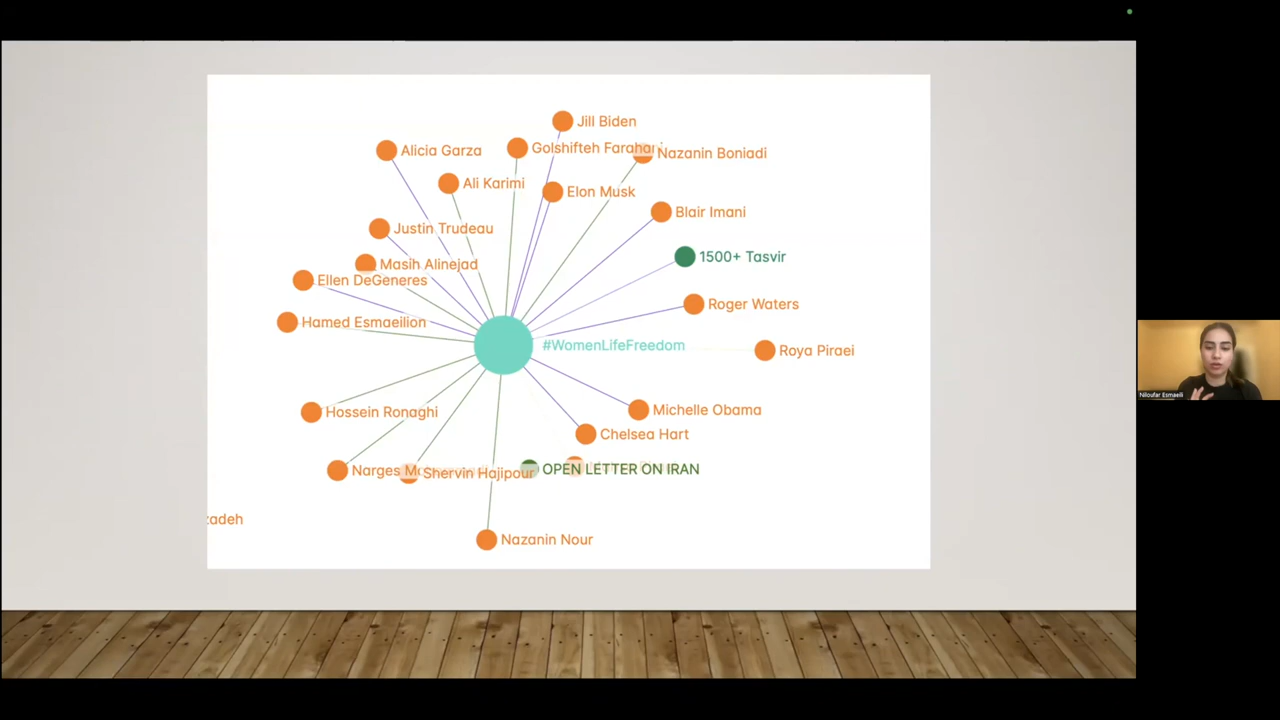 Jill Biden
Alicia Garza
Golshifteh Farahar
Nazanin Boniadi
Ali Karimi
Elon Musk
Blair Imani
Justin Trudeau
1500+ Tasvir
Masih Alinejad
Ellen DeGeneres
Roger Waters
Hamed Esmaeilion
#WomenLifeFreedom
Roya Piraei
Niloufar Esmaeili
Michelle Obama
Hossein Ronaghi
Chelsea Hart
Narges
Shervin Hajipour
OPEN LETTER ON IRAN
zadeh
Nazanin Nour